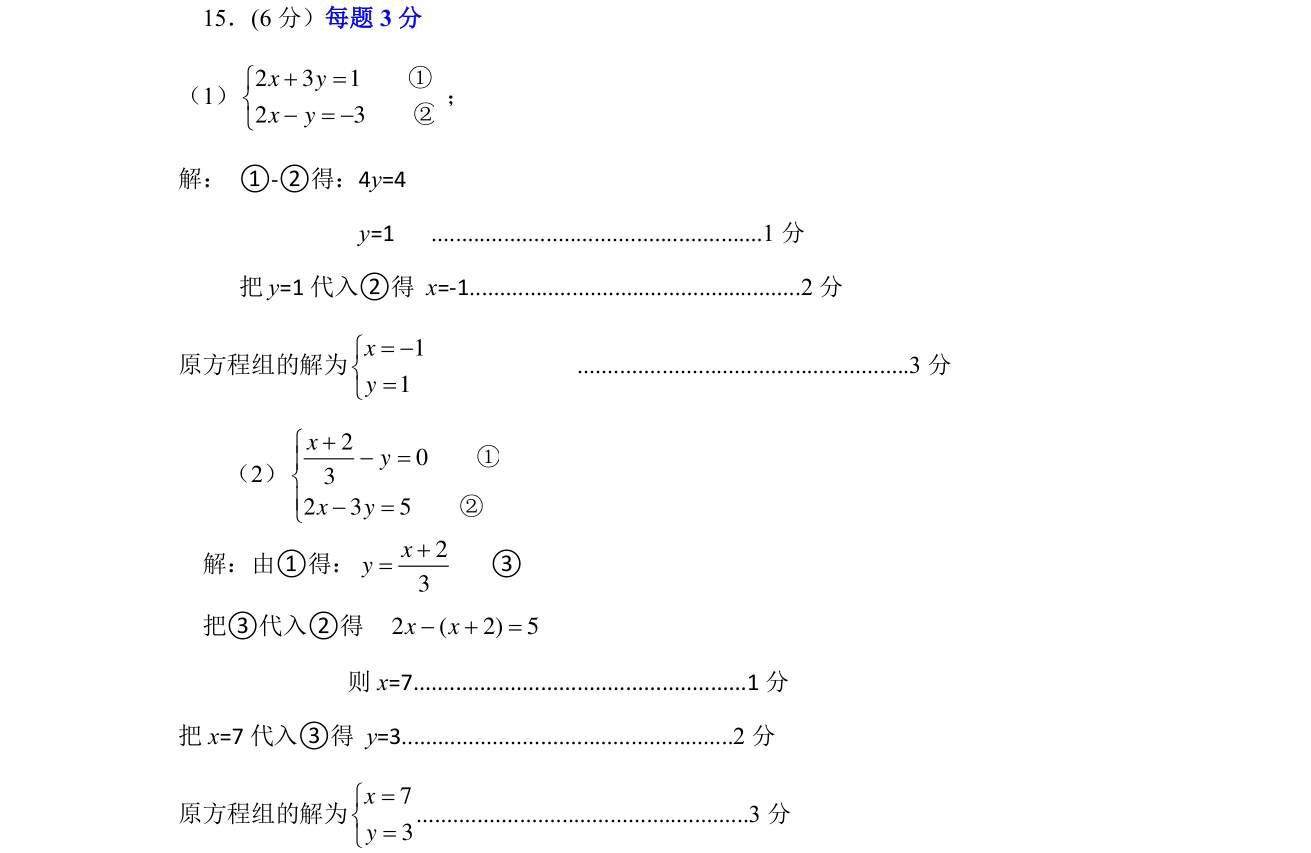 15．(6 分）每题 3 分
（1）{2x+3y=1 ①
2x−y=−3 ② ；
解： ①-②得：4y=4
y=1 .......................................................1 分
把 y=1 代入②得 x=-1.......................................................2 分
原方程组的解为{x=−1
y=1 .......................................................3 分
（2）{(x+2)/3−y=0 ①
2x−3y=5 ②
解：由①得： y=(x+2)/3 ③
把③代入②得 2x−(x+2)=5
则 x=7.......................................................1 分
把 x=7 代入③得 y=3.......................................................2 分
原方程组的解为{x=7
y=3 .......................................................3 分